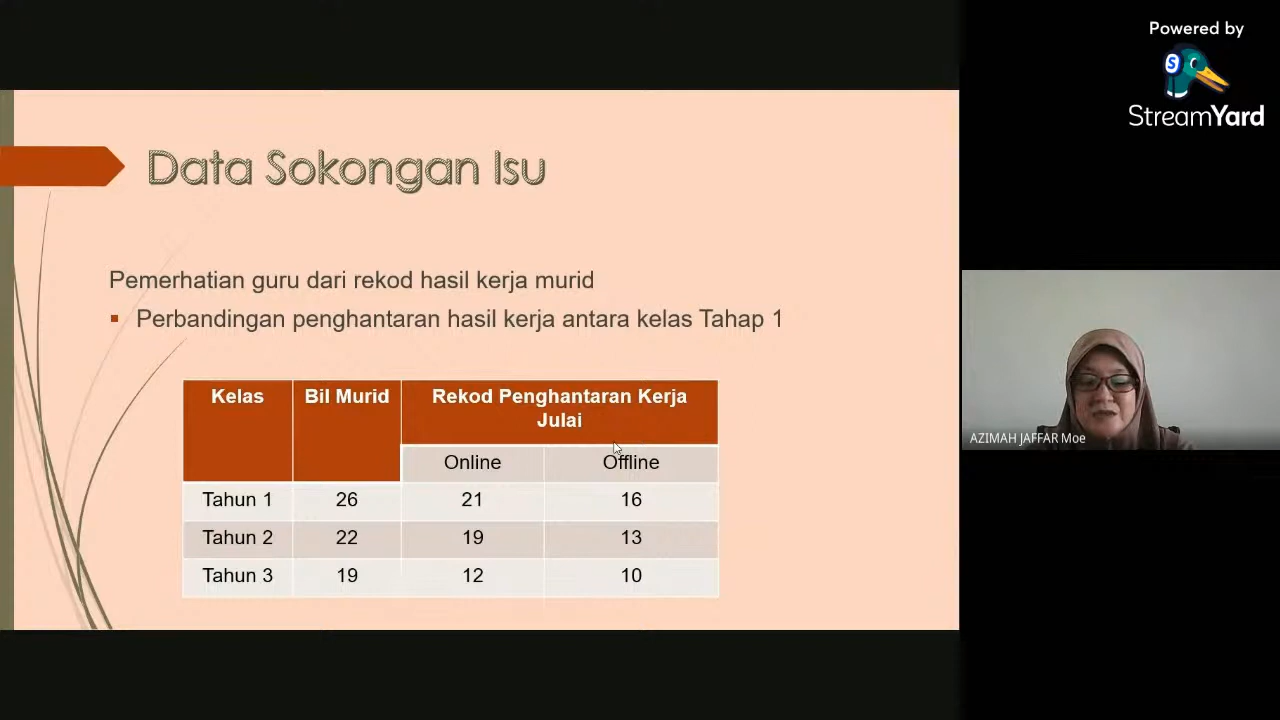 Powered by
S
StreamYard
Data Sokongan Isu
Pemerhatian guru dari rekod hasil kerja murid
Perbandingan penghantaran hasil kerja antara kelas Tahap 1
Kelas Bil Murid Rekod Penghantaran Kerja
Julai
Online Offline
Tahun 1 26 21 16
Tahun 2 22 19 13
Tahun 3 19 12 10
AZIMAH JAFFAR Moe